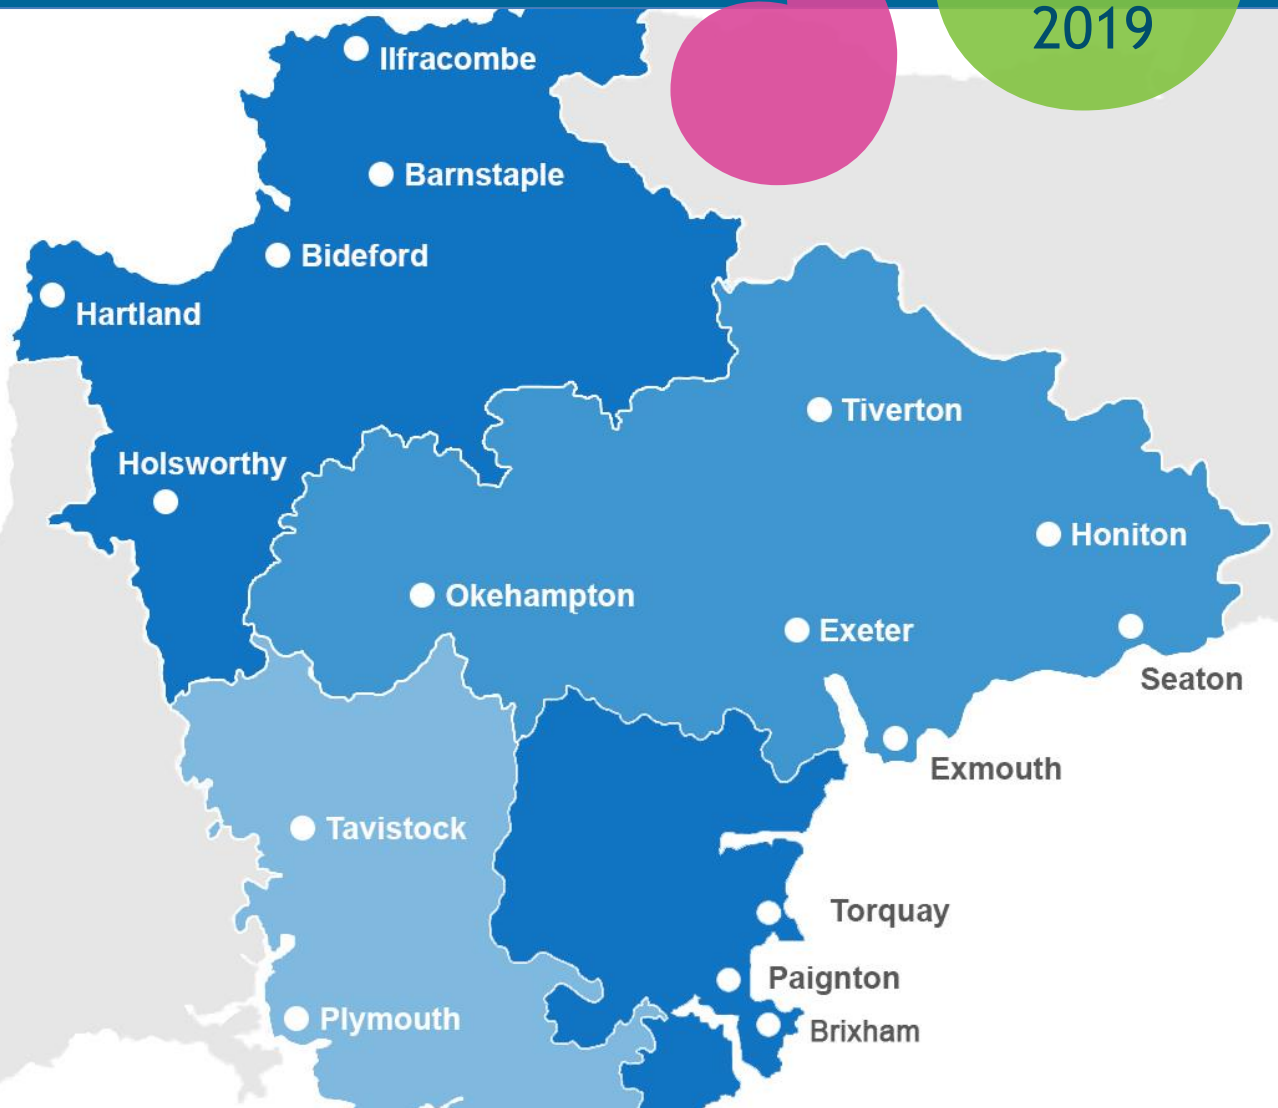 2019
Ilfracombe
Barnstaple
Bideford
Hartland
Tiverton
Holsworthy
Honiton
Okehampton
Exeter
Seaton
Exmouth
Tavistock
Torquay
Paignton
Plymouth
Brixham